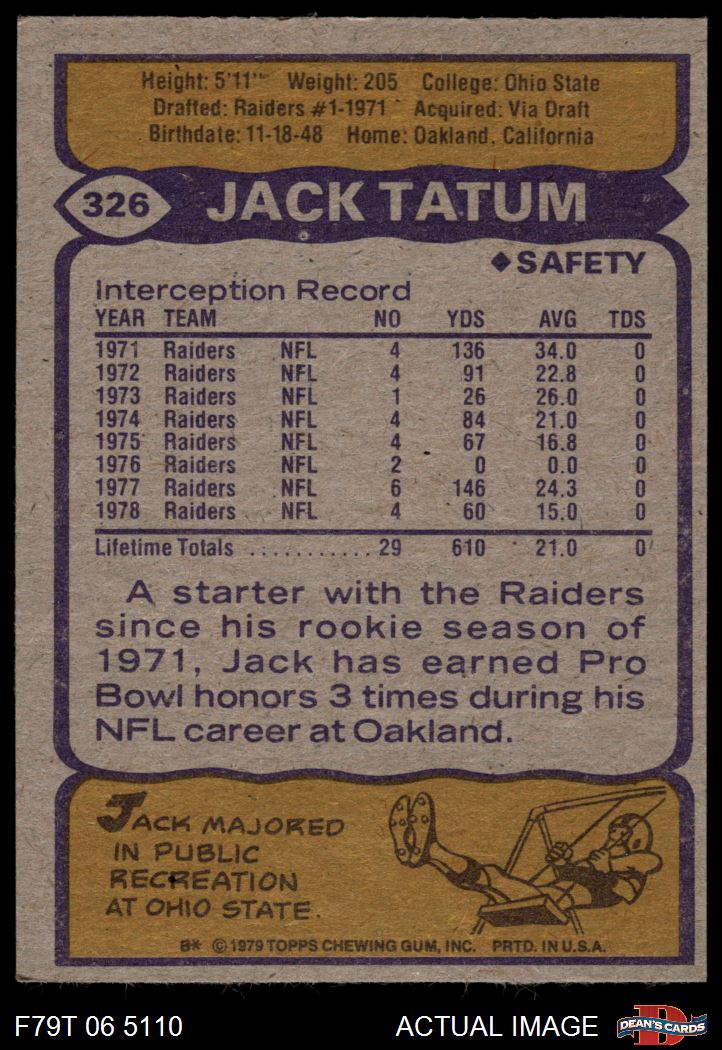 Height: 5'11" Weight: 205 College: Ohio State
Drafted: Raiders #1-1971 Acquired: Via Draft
Birthdate: 11-18-48 Home: Oakland, California
326 JACK TATUM
◆SAFETY
Interception Record
YEAR TEAM NO YDS AVG TDS
1971 Raiders NFL 4 136 34.0 0
1972 Raiders NFL 4 91 22.8 0
1973 Raiders NFL 1 26 26.0 0
1974 Raiders NFL 4 84 21.0 0
1975 Raiders NFL 4 67 16.8 0
1976 Raiders NFL 2 0 0.0 0
1977 Raiders NFL 6 146 24.3 0
1978 Raiders NFL 4 60 15.0 0
Lifetime Totals ........... 29 610 21.0 0
A starter with the Raiders
since his rookie season of
1971, Jack has earned Pro
Bowl honors 3 times during his
NFL career at Oakland.
JACK MAJORED
IN PUBLIC
RECREATION
AT OHIO STATE.
B* © 1979 TOPPS CHEWING GUM, INC. PRTD. IN U.S.A.
F79T 06 5110 ACTUAL IMAGE D DEAN'S CARDS